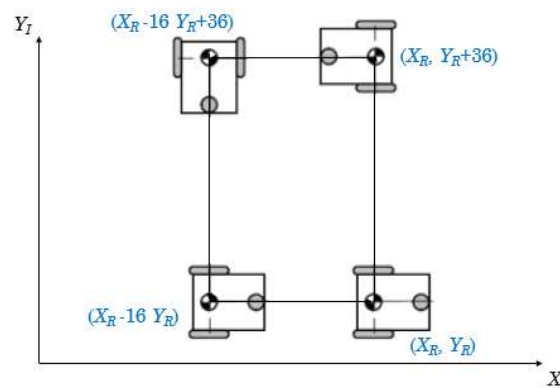 Y_I
(X_R -16 Y_R+36)
(X_R, Y_R+36)
(X_R -16 Y_R)
(X_R, Y_R)
X